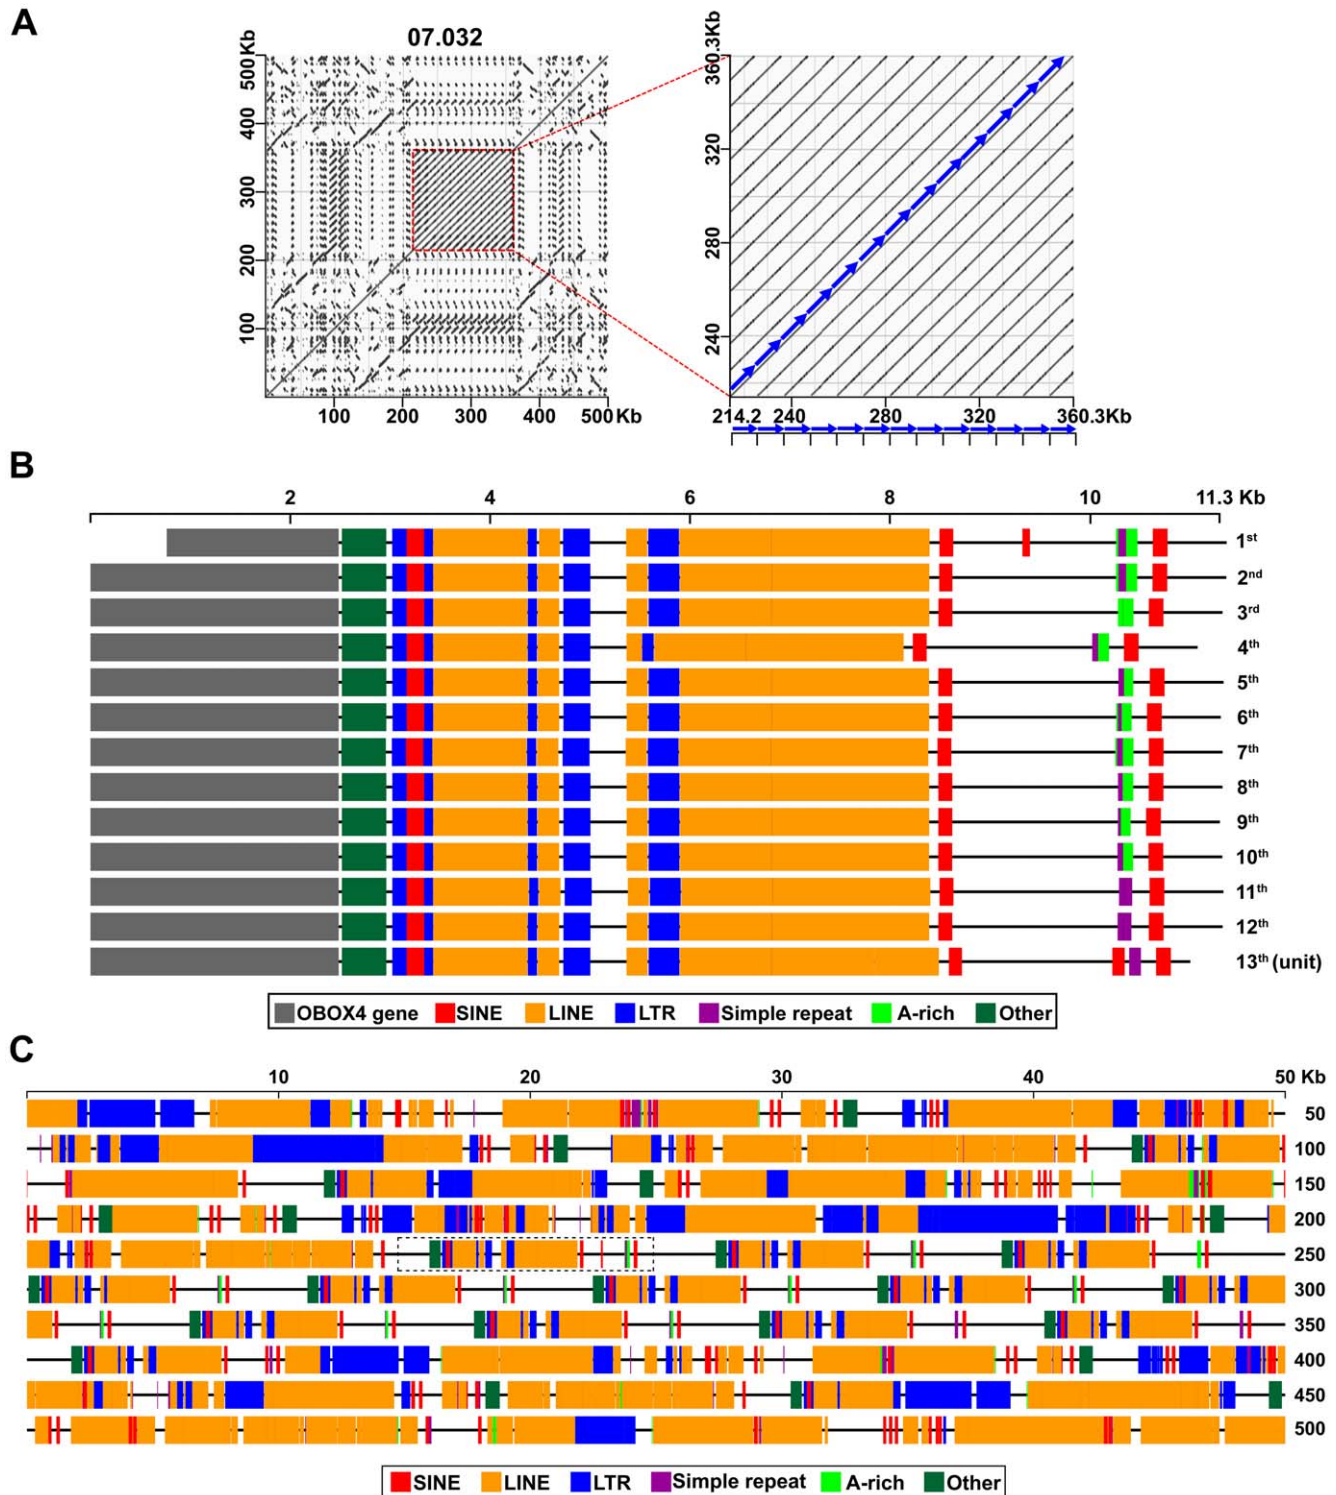 A
07.032
500Kb
400
300
200
100
100 200 300 400 500Kb
360.3Kb
320
280
240
214.2 240 280 320 360.3Kb
B
2 4 6 8 10 11.3 Kb
1st
2nd
3rd
4th
5th
6th
7th
8th
9th
10th
11th
12th
13th (unit)
OBOX4 gene SINE LINE LTR Simple repeat A-rich Other
C
10 20 30 40 50 Kb
50
100
150
200
250
300
350
400
450
500
SINE LINE LTR Simple repeat A-rich Other